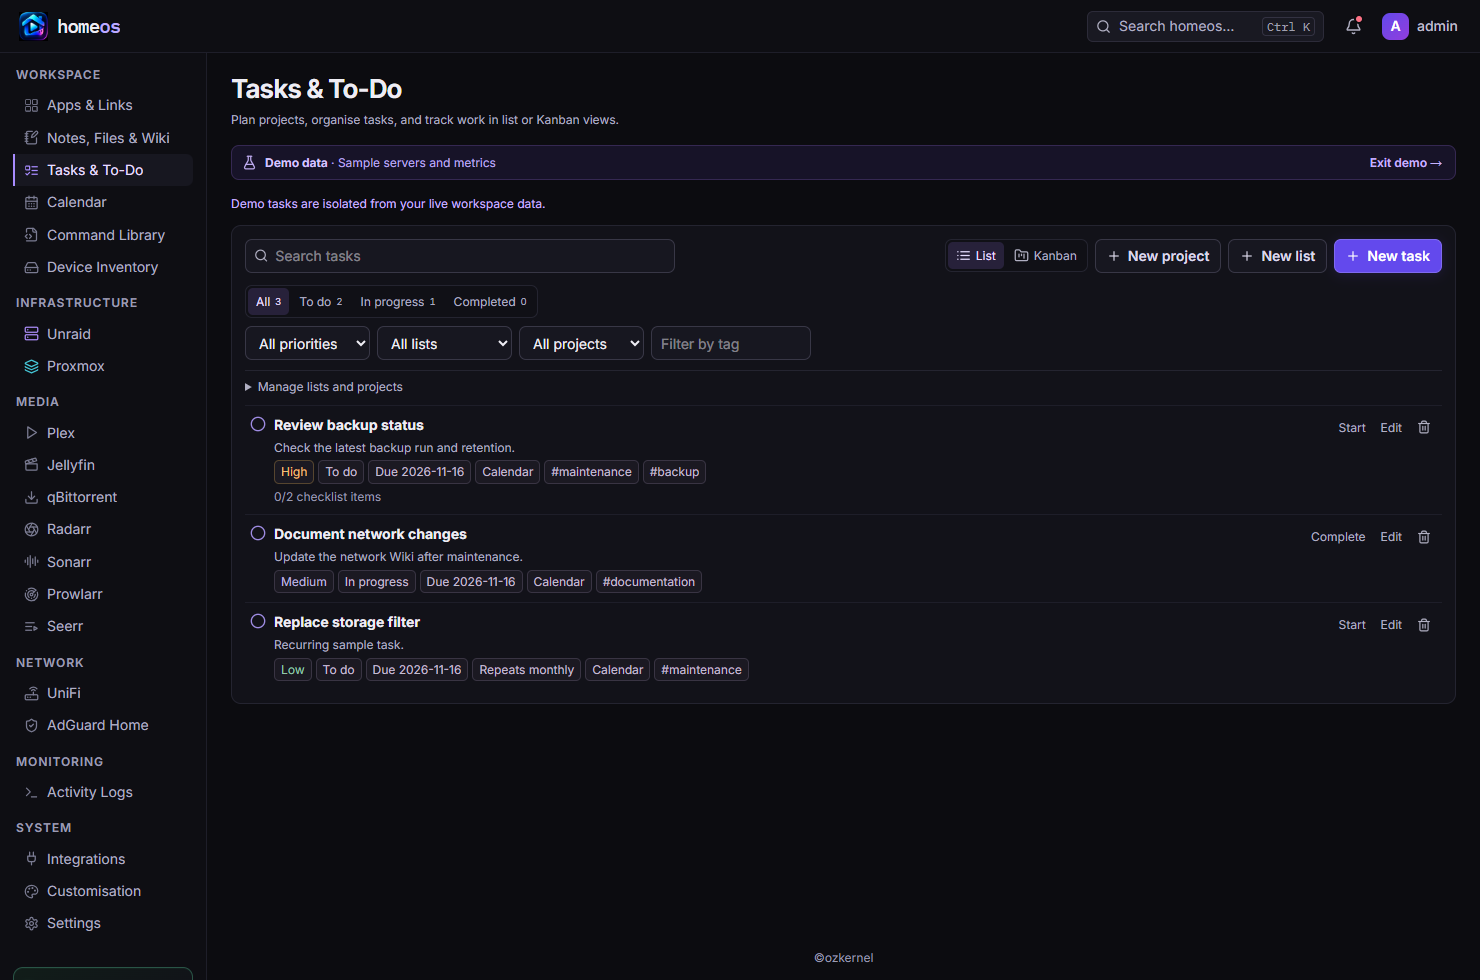 homeos
Search homeos... Ctrl K
A admin
WORKSPACE
Apps & Links
Notes, Files & Wiki
Tasks & To-Do
Calendar
Command Library
Device Inventory
INFRASTRUCTURE
Unraid
Proxmox
MEDIA
Plex
Jellyfin
qBittorrent
Radarr
Sonarr
Prowlarr
Seerr
NETWORK
UniFi
AdGuard Home
MONITORING
Activity Logs
SYSTEM
Integrations
Customisation
Settings
Tasks & To-Do
Plan projects, organise tasks, and track work in list or Kanban views.
Demo data · Sample servers and metrics Exit demo →
Demo tasks are isolated from your live workspace data.
Search tasks List Kanban + New project + New list + New task
All 3 To do 2 In progress 1 Completed 0
All priorities All lists All projects Filter by tag
Manage lists and projects
Review backup status Start Edit
Check the latest backup run and retention.
High To do Due 2026-11-16 Calendar #maintenance #backup
0/2 checklist items
Document network changes Complete Edit
Update the network Wiki after maintenance.
Medium In progress Due 2026-11-16 Calendar #documentation
Replace storage filter Start Edit
Recurring sample task.
Low To do Due 2026-11-16 Repeats monthly Calendar #maintenance
©ozkernel